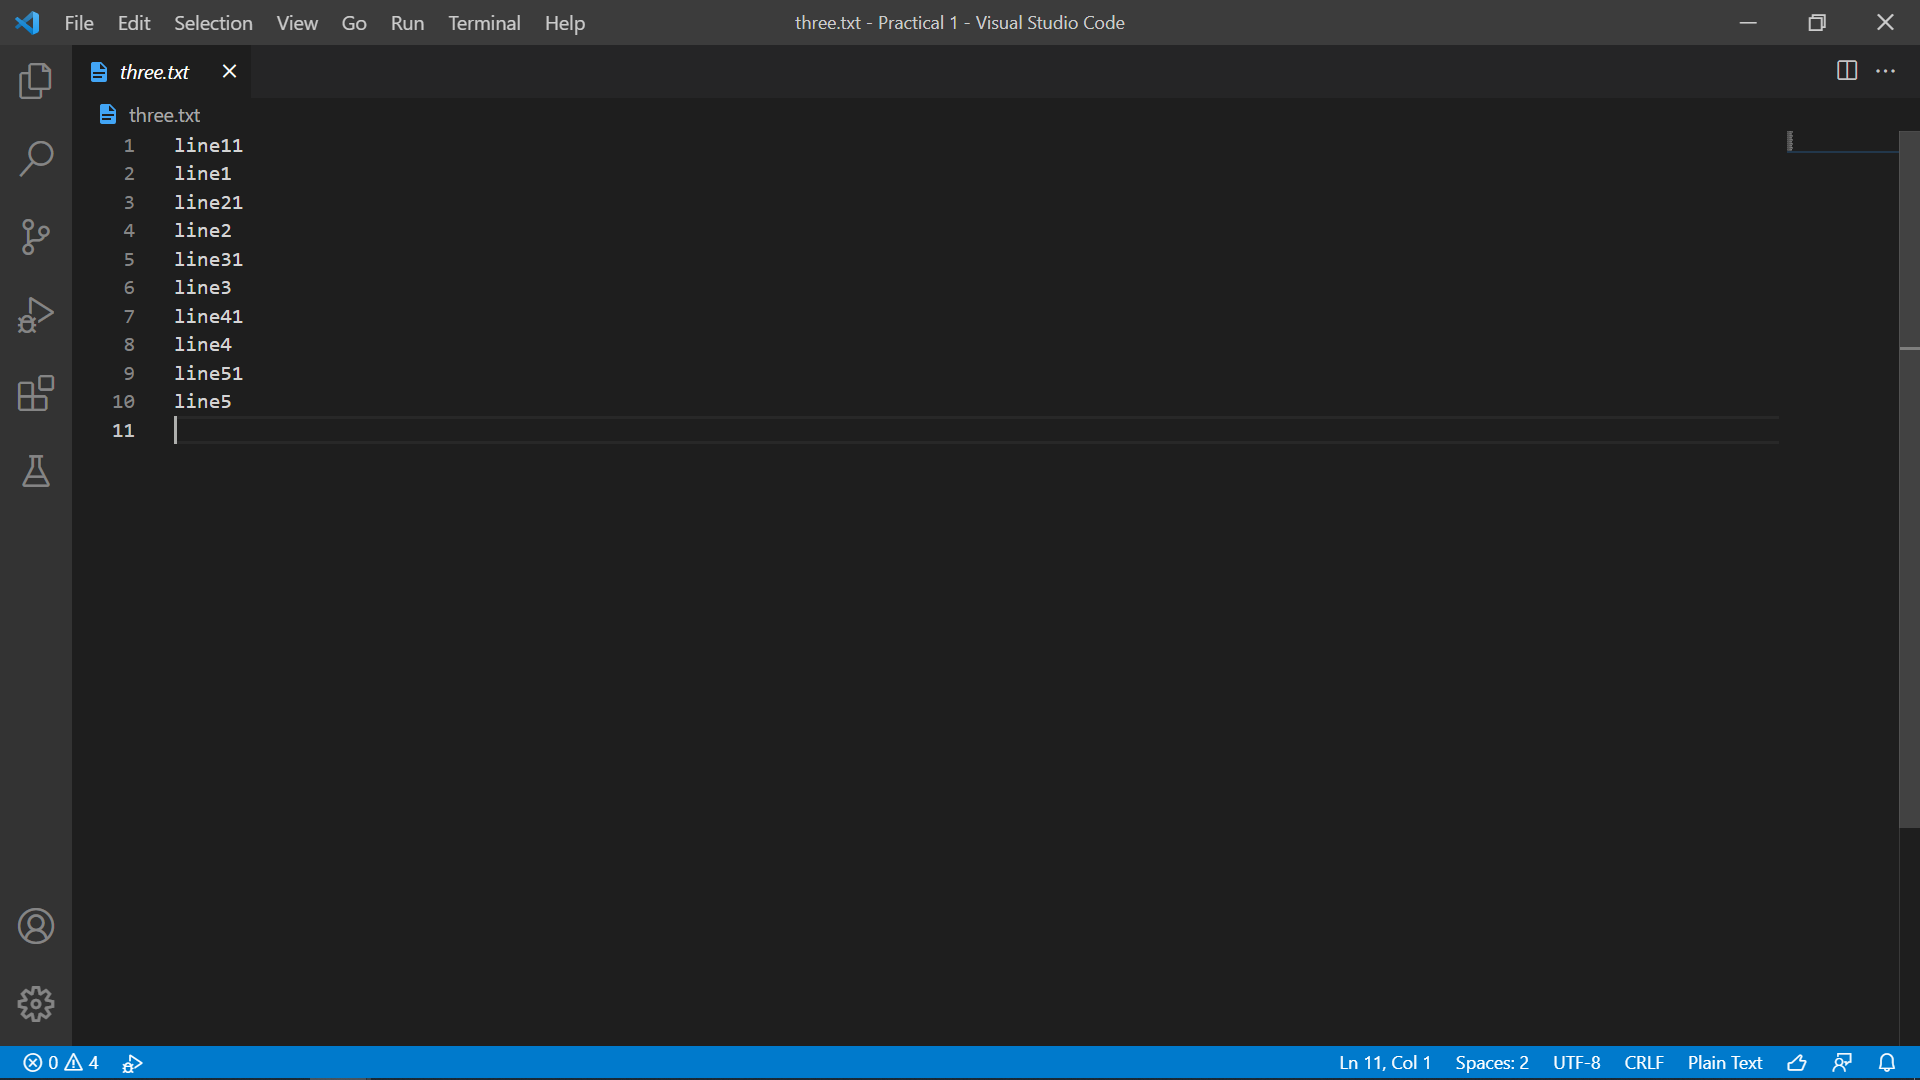 File Edit Selection View Go Run Terminal Help three.txt - Practical 1 - Visual Studio Code
three.txt
three.txt
1 line11
2 line1
3 line21
4 line2
5 line31
6 line3
7 line41
8 line4
9 line51
10 line5
11
0 4 Ln 11, Col 1 Spaces: 2 UTF-8 CRLF Plain Text